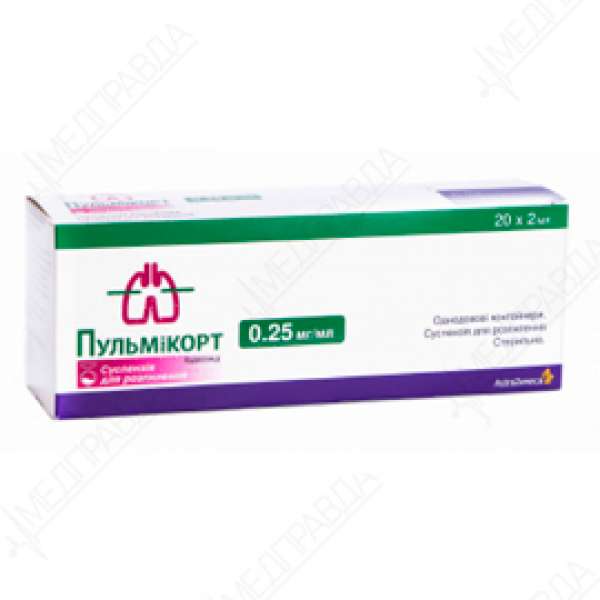 20 x 2 мл
Пульмікорт
0.25 мг/мл
Суспензія
для розпилення
Однодозові контейнери.
Суспензія для розпилення
Стерильно.
AstraZeneca
МЕДПРАВДА